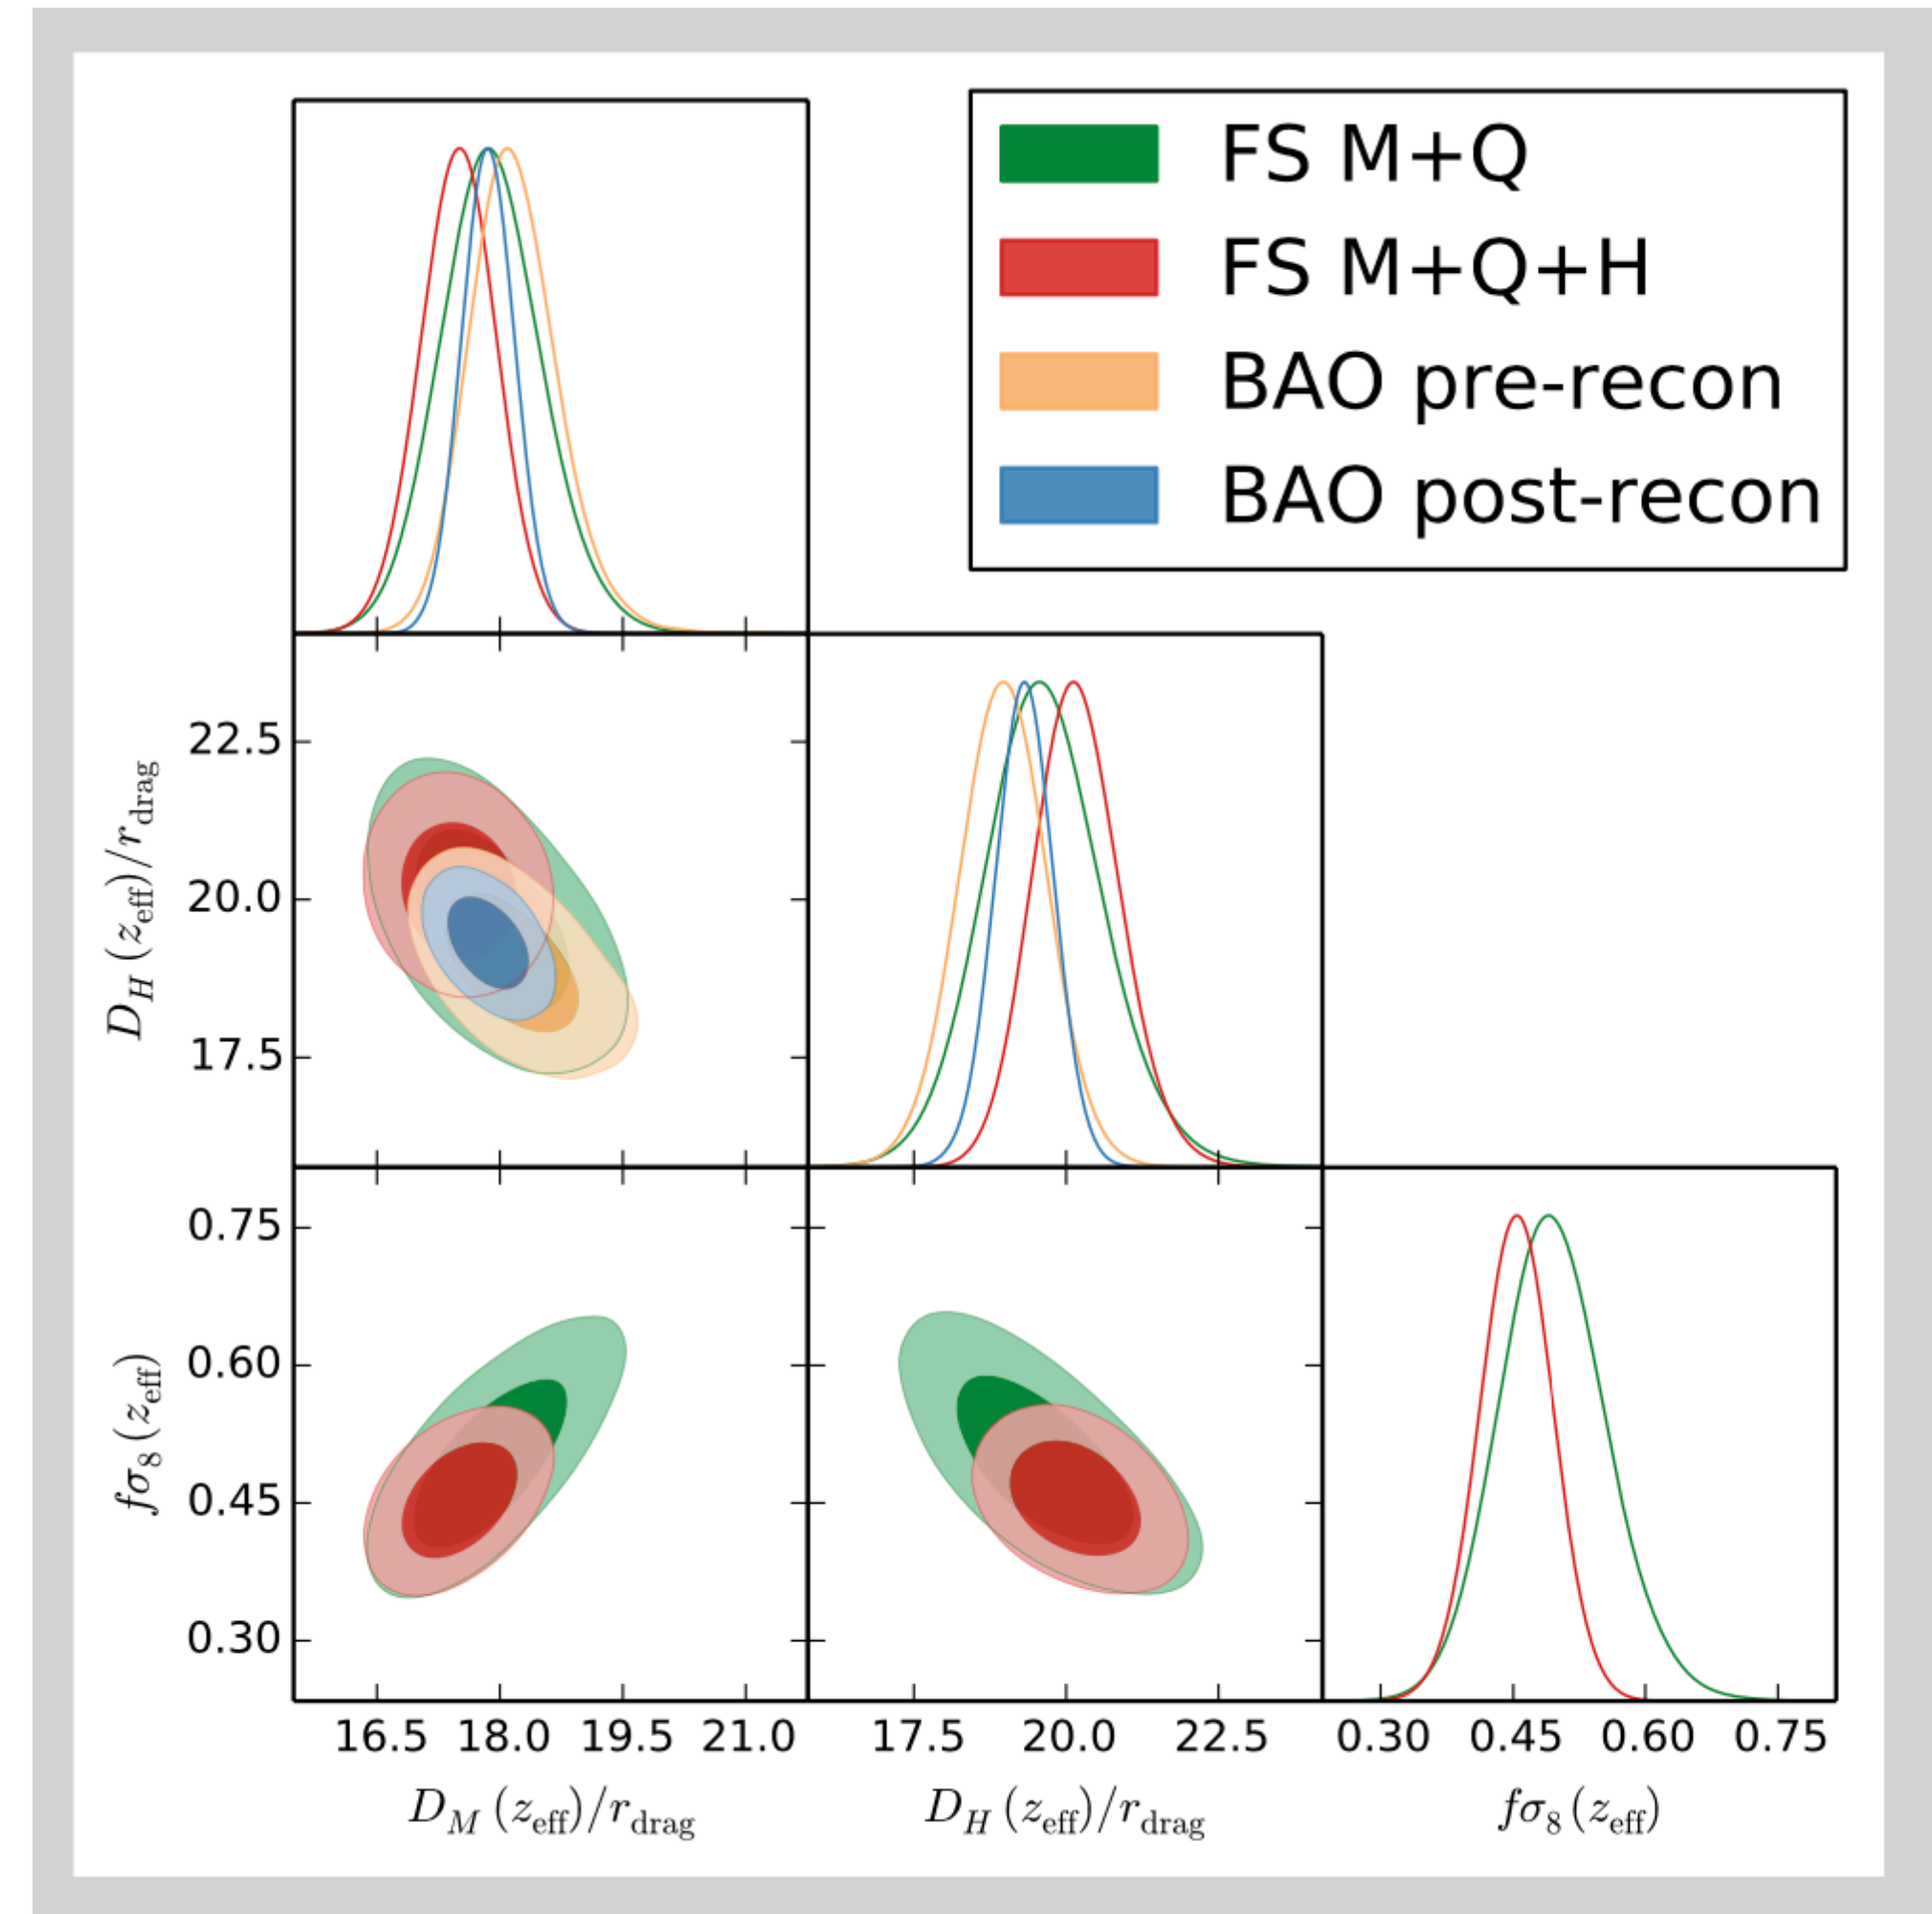 FS M+Q
FS M+Q+H
BAO pre-recon
BAO post-recon
22.5
20.0
17.5
D_H (z_eff)/r_drag
0.75
0.60
0.45
0.30
fσ_8 (z_eff)
16.5 18.0 19.5 21.0 17.5 20.0 22.5 0.30 0.45 0.60 0.75
D_M (z_eff)/r_drag D_H (z_eff)/r_drag fσ_8 (z_eff)